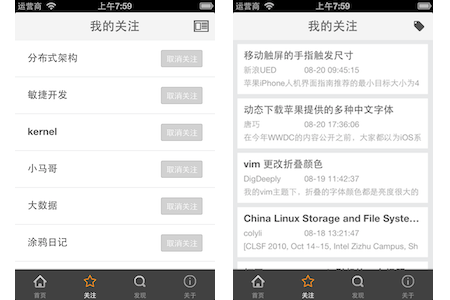 运营商 上午7:59
我的关注
分布式架构 取消关注
敏捷开发 取消关注
kernel 取消关注
小马哥 取消关注
大数据 取消关注
涂鸦日记 取消关注
首页 关注 发现 关于
运营商 上午7:59
我的关注
移动触屏的手指触发尺寸
新浪UED 08-20 09:45:15
苹果iPhone人机界面指南推荐的最小目标大小为4
动态下载苹果提供的多种中文字体
唐巧 08-20 17:36:06
在今年WWDC的内容公开之前，大家都以为iOS系
vim 更改折叠颜色
DigDeeply 08-19 11:42:37
我的vim主题下，折叠的字体颜色都是亮度很大的
China Linux Storage and File Syste...
colyli 08-18 13:21:47
[CLSF 2010, Oct 14~15, Intel Zizhu Campus, Sh
首页 关注 发现 关于